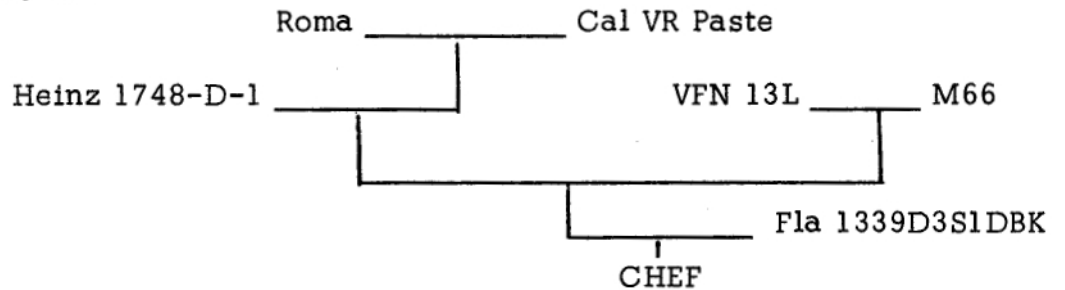 Roma Cal VR Paste
Heinz 1748-D-1 VFN 13L M66
Fla 1339D3S1DBK
CHEF